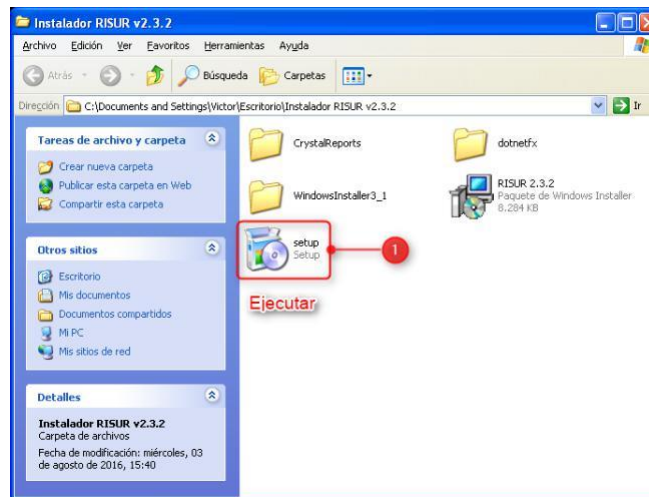 Instalador RISUR v2.3.2
Archivo Edición Ver Favoritos Herramientas Ayuda
Atrás Búsqueda Carpetas
Dirección C:\Documents and Settings\Victor\Escritorio\Instalador RISUR v2.3.2 Ir
Tareas de archivo y carpeta
Crear nueva carpeta
Publicar esta carpeta en Web
Compartir esta carpeta
Otros sitios
Escritorio
Mis documentos
Documentos compartidos
Mi PC
Mis sitios de red
Detalles
Instalador RISUR v2.3.2
Carpeta de archivos
Fecha de modificación: miércoles, 03
de agosto de 2016, 15:40
CrystalReports
dotnetfx
WindowsInstaller3_1
RISUR 2.3.2
Paquete de Windows Installer
8.284 KB
setup
Setup
1
Ejecutar